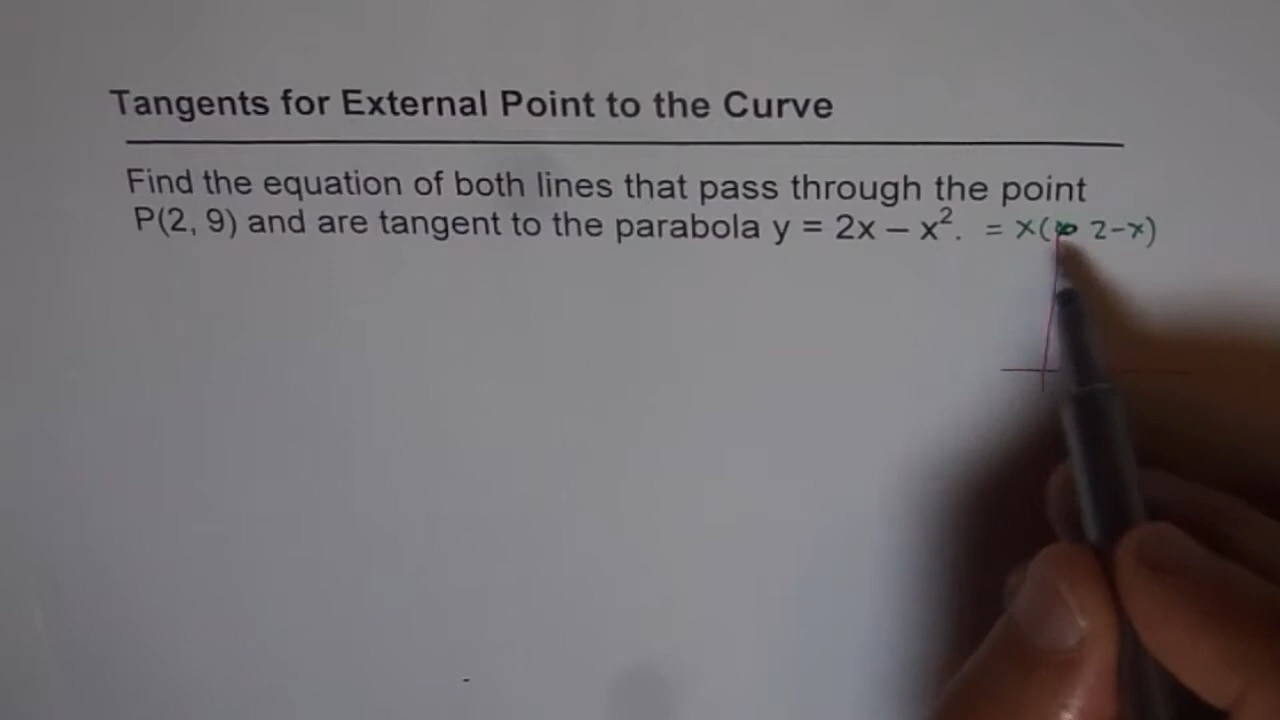 Tangents for External Point to the Curve
Find the equation of both lines that pass through the point
P(2, 9) and are tangent to the parabola y = 2x – x². = x( 2-x)